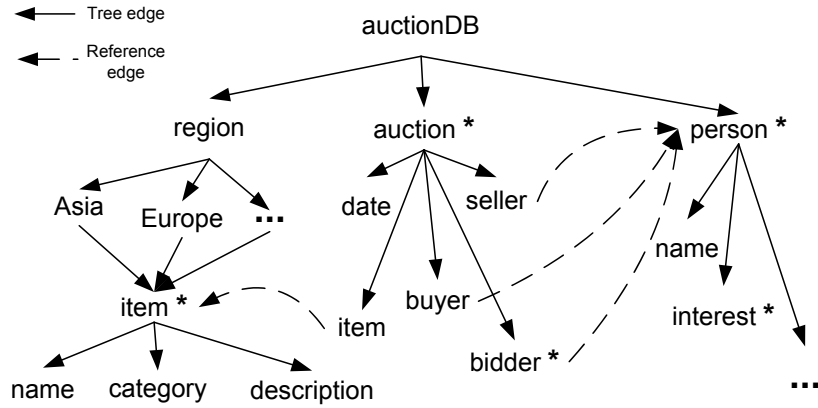 Tree edge
Reference
edge
auctionDB
region
auction *
person *
Asia
Europe
...
date
seller
name
item *
item
buyer
interest *
bidder *
...
name
category
description